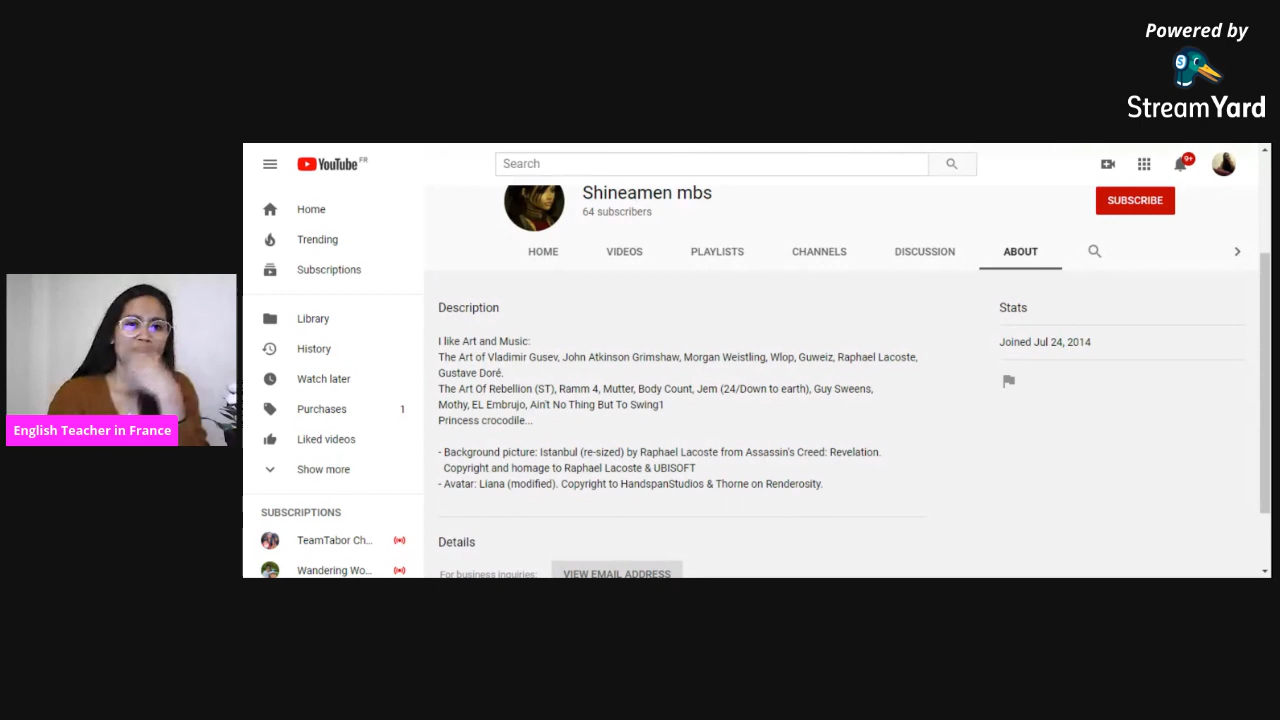 Powered by
StreamYard
YouTube FR
Search
9+
Home
Trending
Subscriptions
Library
History
Watch later
Purchases 1
Liked videos
Show more
SUBSCRIPTIONS
TeamTabor Ch...
Wandering Wo...
Shineamen mbs
64 subscribers
SUBSCRIBE
HOME VIDEOS PLAYLISTS CHANNELS DISCUSSION ABOUT
Description
I like Art and Music:
The Art of Vladimir Gusev, John Atkinson Grimshaw, Morgan Weistling, Wlop, Guweiz, Raphael Lacoste,
Gustave Doré.
The Art Of Rebellion (ST), Ramm 4, Mutter, Body Count, Jem (24/Down to earth), Guy Sweens,
Mothy, EL Embrujo, Ain't No Thing But To Swing1
Princess crocodile...
- Background picture: Istanbul (re-sized) by Raphael Lacoste from Assassin's Creed: Revelation.
Copyright and homage to Raphael Lacoste & UBISOFT
- Avatar: Liana (modified). Copyright to HandspanStudios & Thorne on Renderosity.
Details
For business inquiries: VIEW EMAIL ADDRESS
Stats
Joined Jul 24, 2014
English Teacher in France